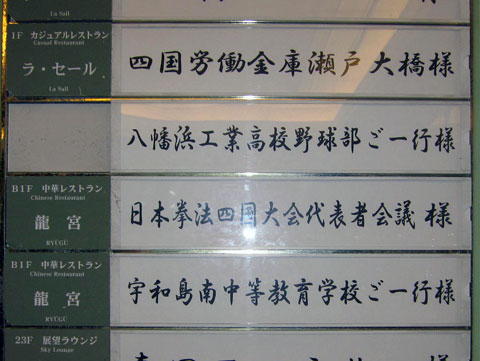 La Sall
1F カジュアルレストラン
Casual Restaurant
ラ・セール
La Sall
四国労働金庫瀬戸大橋様
八幡浜工業高校野球部ご一行様
B1F 中華レストラン
Chinese Restaurant
龍宮
RYŪGŪ
日本拳法四国大会代表者会議 様
B1F 中華レストラン
Chinese Restaurant
龍宮
RYŪGŪ
宇和島南中等教育学校ご一行様
23F 展望ラウンジ
Sky Lounge